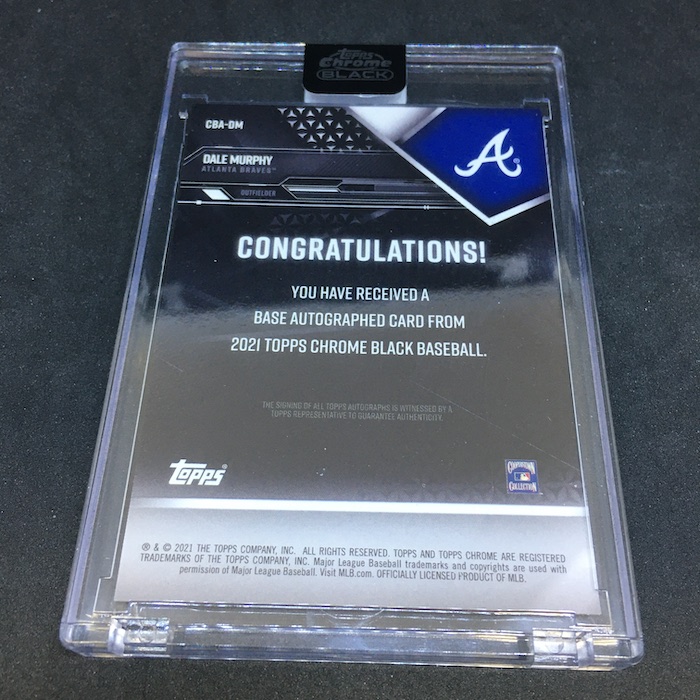 Topps
Chrome
BLACK
CBA-DM
DALE MURPHY
ATLANTA BRAVES™
OUTFIELDER
A
CONGRATULATIONS!
YOU HAVE RECEIVED A
BASE AUTOGRAPHED CARD FROM
2021 TOPPS CHROME BLACK BASEBALL.
THE SIGNING OF ALL TOPPS AUTOGRAPHS IS WITNESSED BY A
TOPPS REPRESENTATIVE TO GUARANTEE AUTHENTICITY.
topps®
COOPERSTOWN
COLLECTION
® & © 2021 THE TOPPS COMPANY, INC. ALL RIGHTS RESERVED. TOPPS AND TOPPS CHROME ARE REGISTERED
TRADEMARKS OF THE TOPPS COMPANY, INC. Major League Baseball trademarks and copyrights are used with
permission of Major League Baseball. Visit MLB.com. OFFICIALLY LICENSED PRODUCT OF MLB.